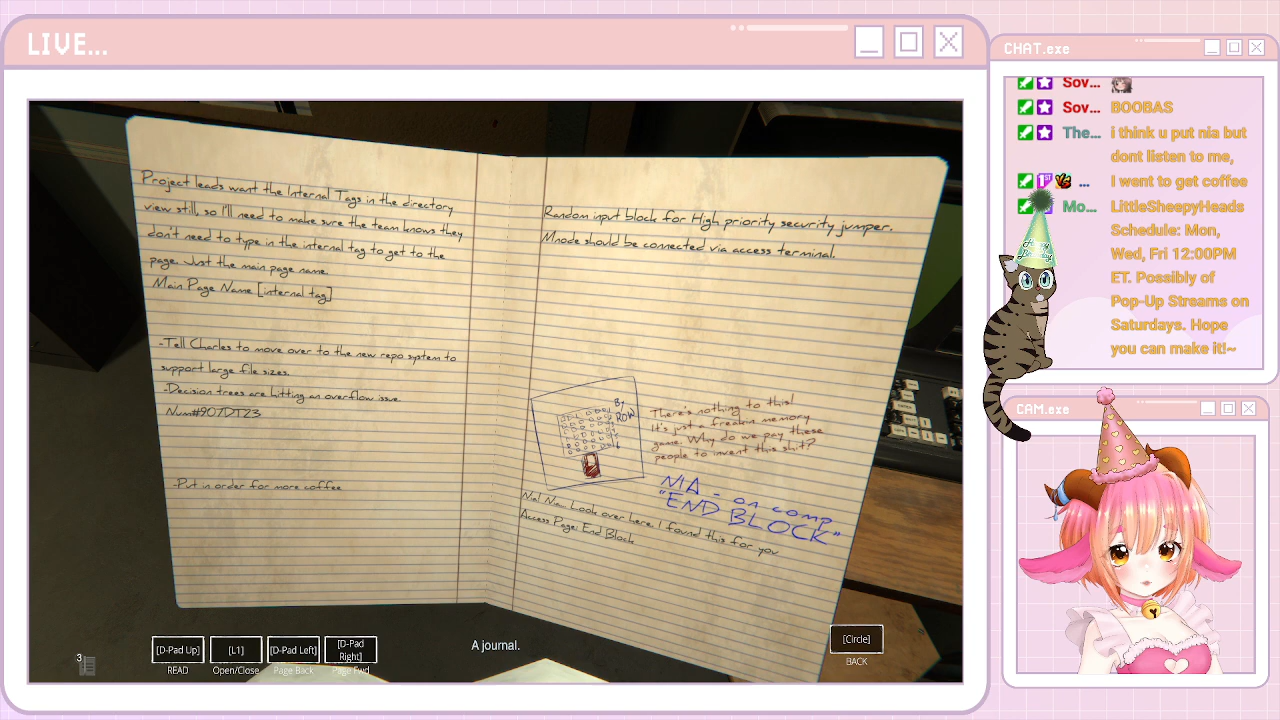 LIVE...
Project leads want the Internal Tags in the directory
view still, so I'll need to make sure the team knows they
don't need to type in the internal tag to get to the
page. Just the main page name.
Main Page Name [internal tag]
-Tell Charles to move over to the new repo system to
support large file sizes.
-Decision trees are hitting an overflow issue.
-Put in order for more coffee
Random input block for High priority security jumper.
Mnode should be connected via access terminal.
By
ROW
There's nothing to this!
It's just a freakin memory
game. Why do we pay these
people to invent this shit?
NIA - on comp
"END BLOCK"
Nia! Nia. Look over here. I found this for you
Access Page: End Block
3
[D-Pad Up]
READ
[L1]
Open/Close
[D-Pad Left]
Page Back
[D-Pad
Right]
Page Fwd
A journal.
[Circle]
BACK
CHAT.exe
Sov...
Sov... BOOBAS
The... i think u put nia but
dont listen to me,
... I went to get coffee
Mo... LittleSheepyHeads
Schedule: Mon,
Wed, Fri 12:00PM
ET. Possibly of
Pop-Up Streams on
Saturdays. Hope
you can make it!~
CAM.exe